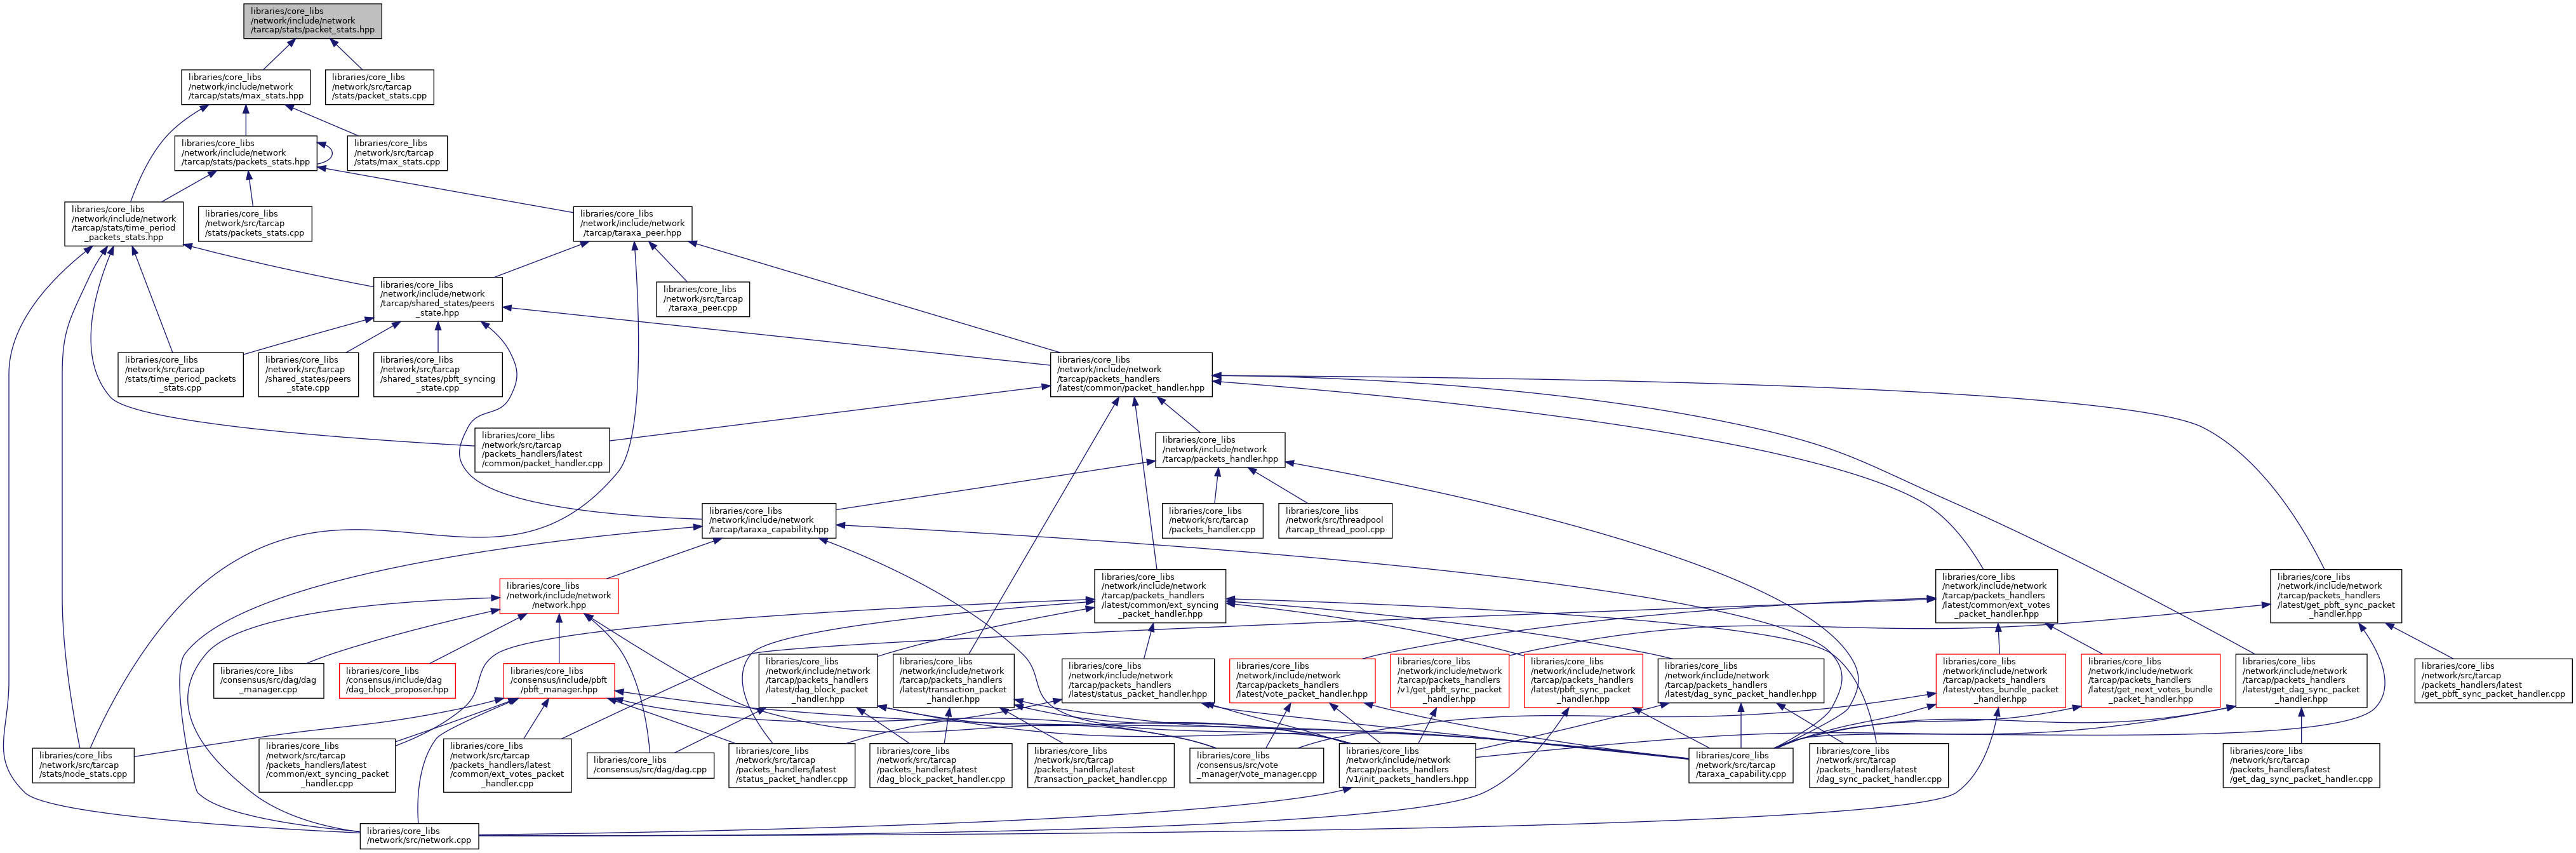 libraries/core_libs
/network/include/network
/tarcap/stats/packet_stats.hpp
libraries/core_libs
/network/include/network
/tarcap/stats/max_stats.hpp
libraries/core_libs
/network/src/tarcap
/stats/packet_stats.cpp
libraries/core_libs
/network/include/network
/tarcap/stats/packets_stats.hpp
libraries/core_libs
/network/src/tarcap
/stats/max_stats.cpp
libraries/core_libs
/network/include/network
/tarcap/stats/time_period
_packets_stats.hpp
libraries/core_libs
/network/src/tarcap
/stats/packets_stats.cpp
libraries/core_libs
/network/include/network
/tarcap/taraxa_peer.hpp
libraries/core_libs
/network/include/network
/tarcap/shared_states/peers
_state.hpp
libraries/core_libs
/network/src/tarcap
/taraxa_peer.cpp
libraries/core_libs
/network/src/tarcap
/stats/time_period_packets
_stats.cpp
libraries/core_libs
/network/src/tarcap
/shared_states/peers
_state.cpp
libraries/core_libs
/network/src/tarcap
/shared_states/pbft_syncing
_state.cpp
libraries/core_libs
/network/include/network
/tarcap/packets_handlers
/latest/common/packet_handler.hpp
libraries/core_libs
/network/src/tarcap
/packets_handlers/latest
/common/packet_handler.cpp
libraries/core_libs
/network/include/network
/tarcap/packets_handler.hpp
libraries/core_libs
/network/include/network
/tarcap/taraxa_capability.hpp
libraries/core_libs
/network/src/tarcap
/packets_handler.cpp
libraries/core_libs
/network/src/threadpool
/tarcap_thread_pool.cpp
libraries/core_libs
/network/include/network
/network.hpp
libraries/core_libs
/network/include/network
/tarcap/packets_handlers
/latest/common/ext_syncing
_packet_handler.hpp
libraries/core_libs
/network/include/network
/tarcap/packets_handlers
/latest/common/ext_votes
_packet_handler.hpp
libraries/core_libs
/network/include/network
/tarcap/packets_handlers
/latest/get_pbft_sync_packet
_handler.hpp
libraries/core_libs
/consensus/src/dag/dag
_manager.cpp
libraries/core_libs
/consensus/include/dag
/dag_block_proposer.hpp
libraries/core_libs
/consensus/include/pbft
/pbft_manager.hpp
libraries/core_libs
/network/include/network
/tarcap/packets_handlers
/latest/dag_block_packet
_handler.hpp
libraries/core_libs
/network/include/network
/tarcap/packets_handlers
/latest/transaction_packet
_handler.hpp
libraries/core_libs
/network/include/network
/tarcap/packets_handlers
/latest/status_packet_handler.hpp
libraries/core_libs
/network/include/network
/tarcap/packets_handlers
/latest/vote_packet_handler.hpp
libraries/core_libs
/network/include/network
/tarcap/packets_handlers
/v1/get_pbft_sync_packet
_handler.hpp
libraries/core_libs
/network/include/network
/tarcap/packets_handlers
/latest/pbft_sync_packet
_handler.hpp
libraries/core_libs
/network/include/network
/tarcap/packets_handlers
/latest/dag_sync_packet_handler.hpp
libraries/core_libs
/network/include/network
/tarcap/packets_handlers
/latest/votes_bundle_packet
_handler.hpp
libraries/core_libs
/network/include/network
/tarcap/packets_handlers
/latest/get_next_votes_bundle
_packet_handler.hpp
libraries/core_libs
/network/include/network
/tarcap/packets_handlers
/latest/get_dag_sync_packet
_handler.hpp
libraries/core_libs
/network/src/tarcap
/packets_handlers/latest
/get_pbft_sync_packet_handler.cpp
libraries/core_libs
/network/src/tarcap
/stats/node_stats.cpp
libraries/core_libs
/network/src/tarcap
/packets_handlers/latest
/common/ext_syncing_packet
_handler.cpp
libraries/core_libs
/network/src/tarcap
/packets_handlers/latest
/common/ext_votes_packet
_handler.cpp
libraries/core_libs
/consensus/src/dag/dag.cpp
libraries/core_libs
/network/src/tarcap
/packets_handlers/latest
/status_packet_handler.cpp
libraries/core_libs
/network/src/tarcap
/packets_handlers/latest
/dag_block_packet_handler.cpp
libraries/core_libs
/network/src/tarcap
/packets_handlers/latest
/transaction_packet_handler.cpp
libraries/core_libs
/consensus/src/vote
_manager/vote_manager.cpp
libraries/core_libs
/network/include/network
/tarcap/packets_handlers
/v1/init_packets_handlers.hpp
libraries/core_libs
/network/src/tarcap
/taraxa_capability.cpp
libraries/core_libs
/network/src/tarcap
/packets_handlers/latest
/dag_sync_packet_handler.cpp
libraries/core_libs
/network/src/tarcap
/packets_handlers/latest
/get_dag_sync_packet_handler.cpp
libraries/core_libs
/network/src/network.cpp